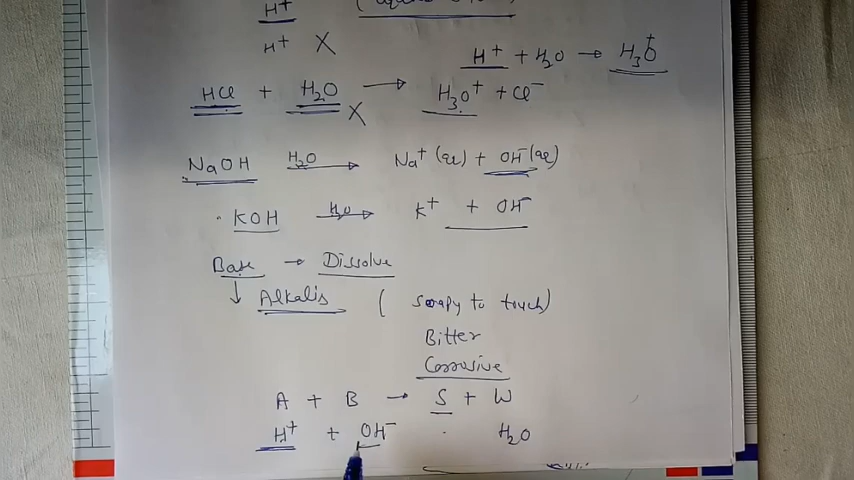 H⁺
H⁺ X
H⁺ + H₂O → H₃O⁺
HCl + H₂O → H₃O⁺ + Cl⁻
X
NaOH H₂O → Na⁺ (aq) + OH⁻ (aq)
KOH H₂O → K⁺ + OH⁻
Base → Dissolve
↓ Alkalis ( Soapy to touch)
Bitter
Corrosive
A + B → S + W
H⁺ + OH⁻ H₂O